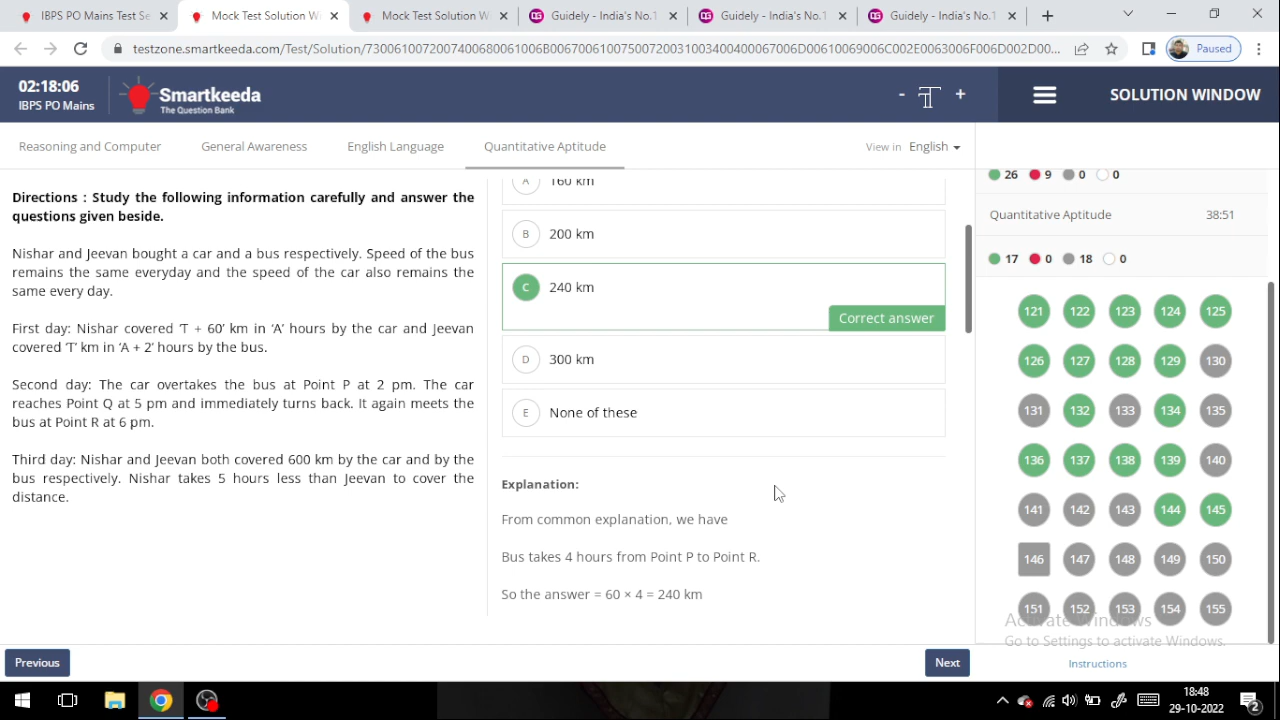 IBPS PO Mains Test Se
Mock Test Solution Wi
Mock Test Solution W
Guidely - India's No.1
Guidely - India's No.1
Guidely - India's No.1
testzone.smartkeeda.com/Test/Solution/730061007200740069
Paused
02:18:06
IBPS PO Mains
Smartkeeda
The Question Bank
- T +
SOLUTION WINDOW
Reasoning and Computer
General Awareness
English Language
Quantitative Aptitude
View in English
Directions : Study the following information carefully and answer the
questions given beside.
Nishar and Jeevan bought a car and a bus respectively. Speed of the bus
remains the same everyday and the speed of the car also remains the
same every day.
First day: Nishar covered ‘T + 60’ km in ‘A’ hours by the car and Jeevan
covered ‘T’ km in ‘A + 2’ hours by the bus.
Second day: The car overtakes the bus at Point P at 2 pm. The car
reaches Point Q at 5 pm and immediately turns back. It again meets the
bus at Point R at 6 pm.
Third day: Nishar and Jeevan both covered 600 km by the car and by the
bus respectively. Nishar takes 5 hours less than Jeevan to cover the
distance.
A 160 km
B 200 km
C 240 km
Correct answer
D 300 km
E None of these
Explanation:
From common explanation, we have
Bus takes 4 hours from Point P to Point R.
So the answer = 60 × 4 = 240 km
26 9 0 0
Quantitative Aptitude 38:51
17 0 18 0
121 122 123 124 125
126 127 128 129 130
131 132 133 134 135
136 137 138 139 140
141 142 143 144 145
146 147 148 149 150
151 152 153 154 155
Activate Windows
Go to Settings to activate Windows.
Previous
Next
Instructions
18:48
29-10-2022
2